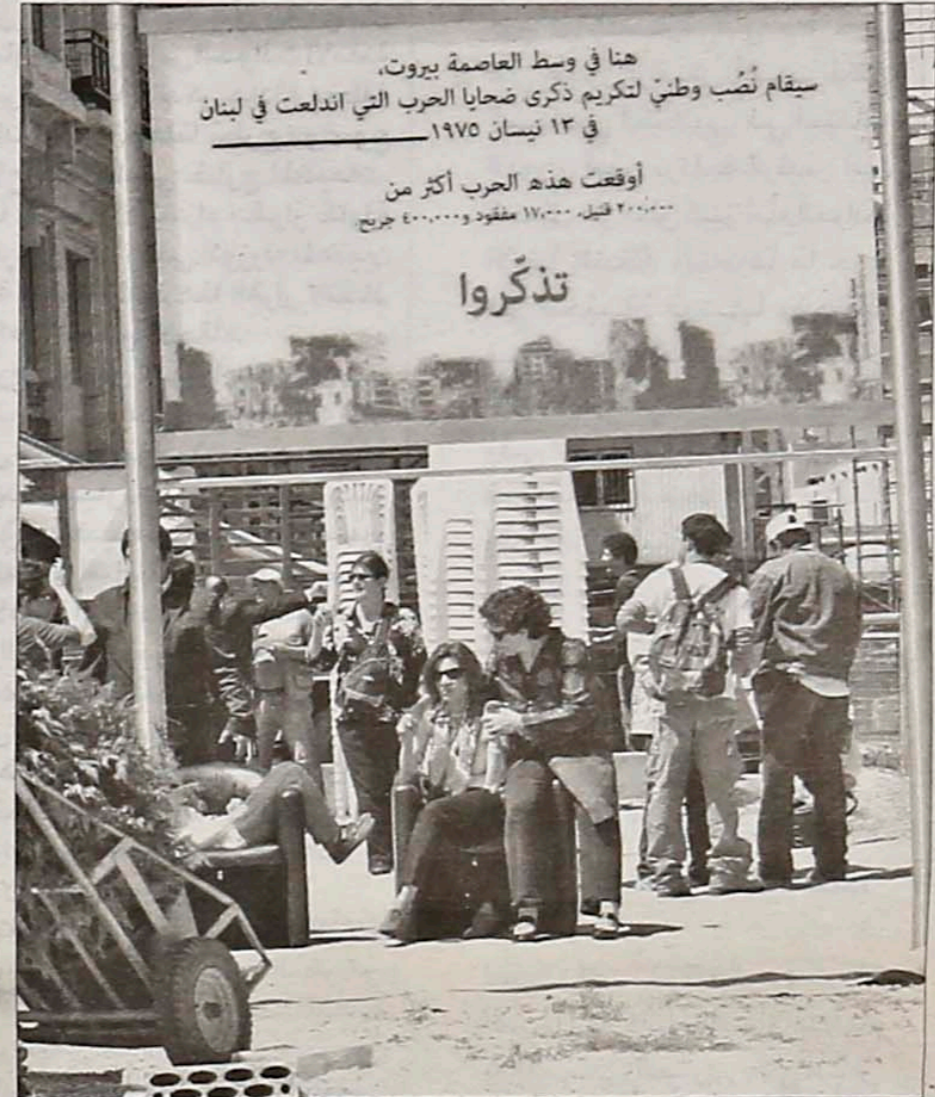 هنا في وسط العاصمة بيروت،
سيقام نُصُب وطنيّ لتكريم ذكرى ضحايا الحرب التي اندلعت في لبنان
في ١٣ نيسان ١٩٧٥
أوقعت هذه الحرب أكثر من
٢٠٠,٠٠٠ قتيل، ١٧,٠٠٠ مفقود و٤٠٠,٠٠٠ جريح.
تذكّروا